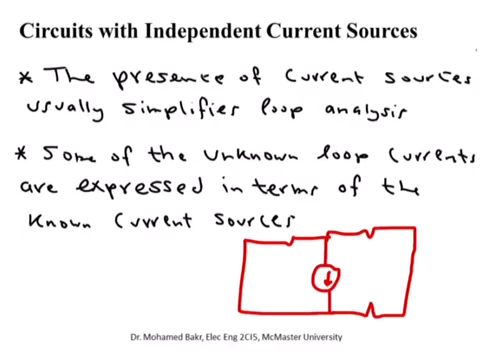 Circuits with Independent Current Sources
* The presence of current sources
usually simplifies loop analysis
* Some of the unknown loop currents
are expressed in terms of the
known current sources
Dr. Mohamed Bakr, Elec Eng 2CI5, McMaster University